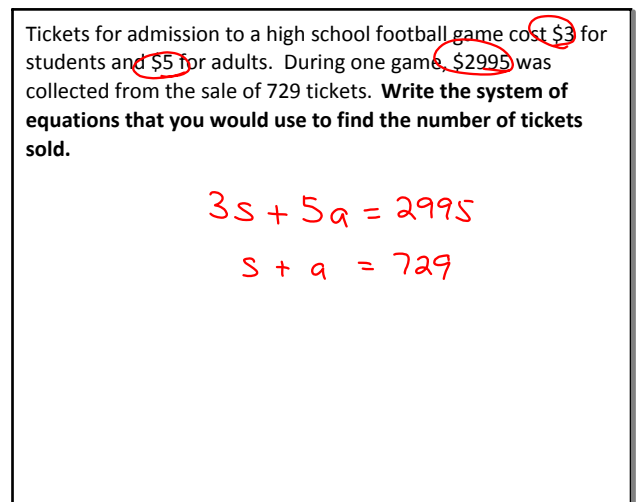 Tickets for admission to a high school football game cost $3 for
students and $5 for adults.  During one game, $2995 was
collected from the sale of 729 tickets.  Write the system of
equations that you would use to find the number of tickets
sold.
3s + 5a = 2995
s + a = 729